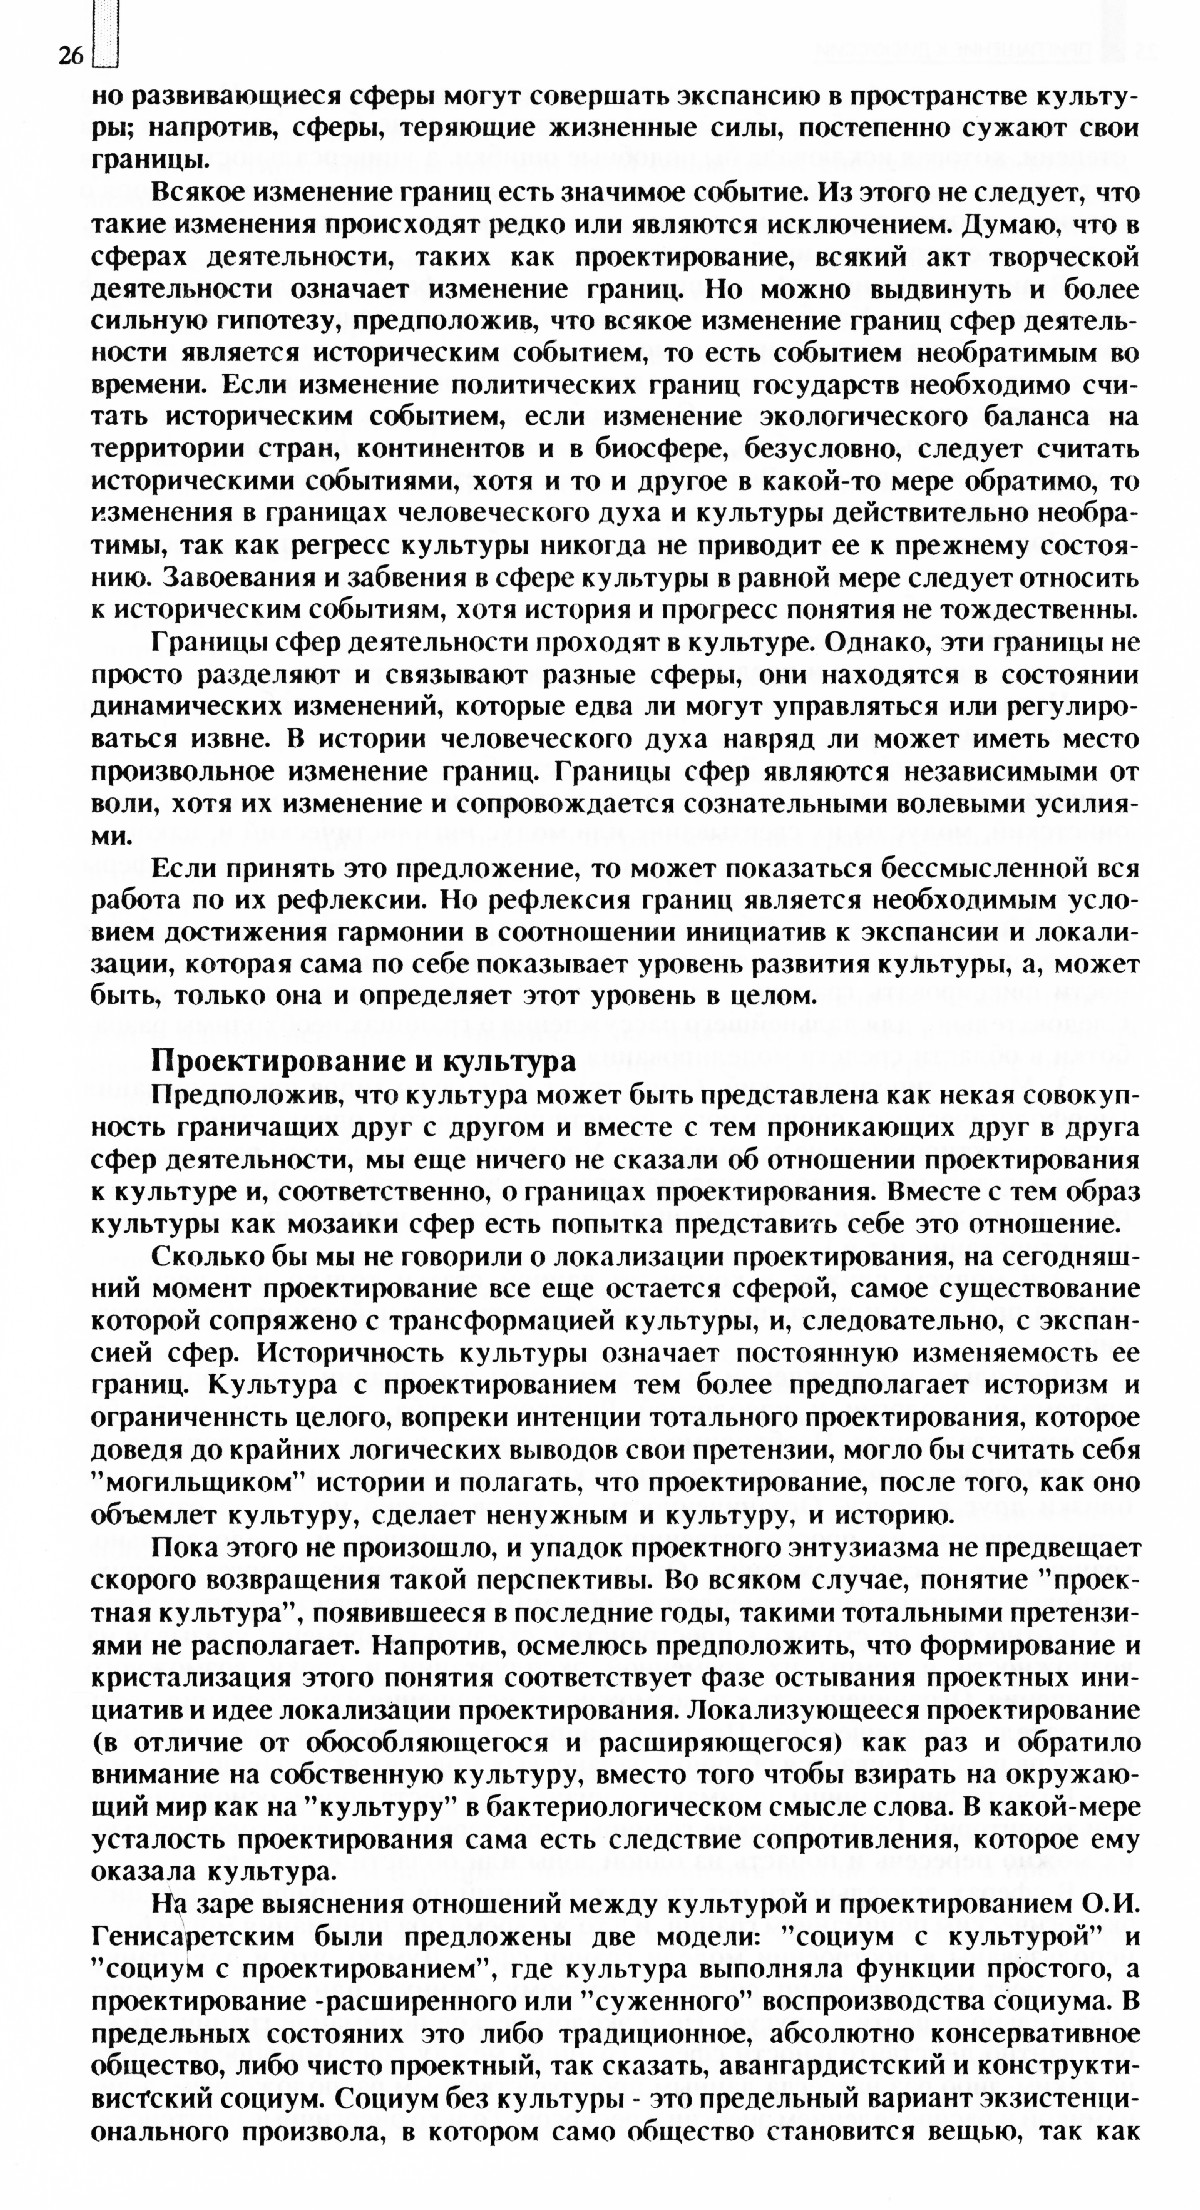 26
но развивающиеся сферы могут совершать экспансию в пространстве культу-
ры; напротив, сферы, теряющие жизненные силы, постепенно сужают свои
границы.
Всякое изменение границ есть значимое событие. Из этого не следует, что
такие изменения происходят редко или являются исключением. Думаю, что в
сферах деятельности, таких как проектирование, всякий акт творческой
деятельности означает изменение границ. Но можно выдвинуть и более
сильную гипотезу, предположив, что всякое изменение границ сфер деятель-
ности является историческим событием, то есть событием необратимым во
времени. Если изменение политических границ государств необходимо счи-
тать историческим событием, если изменение экологического баланса на
территории стран, континентов и в биосфере, безусловно, следует считать
историческими событиями, хотя и то и другое в какой-то мере обратимо, то
изменения в границах человеческого духа и культуры действительно необра-
тимы, так как регресс культуры никогда не приводит ее к прежнему состоя-
нию. Завоевания и забвения в сфере культуры в равной мере следует относить
к историческим событиям, хотя история и прогресс понятия не тождественны.
Границы сфер деятельности проходят в культуре. Однако, эти границы не
просто разделяют и связывают разные сферы, они находятся в состоянии
динамических изменений, которые едва ли могут управляться или регулиро-
ваться извне. В истории человеческого духа навряд ли может иметь место
произвольное изменение границ. Границы сфер являются независимыми от
воли, хотя их изменение и сопровождается сознательными волевыми усилия-
ми.
Если принять это предложение, то может показаться бессмысленной вся
работа по их рефлексии. Но рефлексия границ является необходимым усло-
вием достижения гармонии в соотношении инициатив к экспансии и локали-
зации, которая сама по себе показывает уровень развития культуры, а, может
быть, только она и определяет этот уровень в целом.
Проектирование и культура
Предположив, что культура может быть представлена как некая совокуп-
ность граничащих друг с другом и вместе с тем проникающих друг в друга
сфер деятельности, мы еще ничего не сказали об отношении проектирования
к культуре и, соответственно, о границах проектирования. Вместе с тем образ
культуры как мозаики сфер есть попытка представить себе это отношение.
Сколько бы мы не говорили о локализации проектирования, на сегодняш-
ний момент проектирование все еще остается сферой, самое существование
которой сопряжено с трансформацией культуры, и, следовательно, с экспан-
сией сфер. Историчность культуры означает постоянную изменяемость ее
границ. Культура с проектированием тем более предполагает историзм и
ограниченнсть целого, вопреки интенции тотального проектирования, которое
доведя до крайних логических выводов свои претензии, могло бы считать себя
”могильщиком” истории и полагать, что проектирование, после того, как оно
объемлет культуру, сделает ненужным и культуру, и историю.
Пока этого не произошло, и упадок проектного энтузиазма не предвещает
скорого возвращения такой перспективы. Во всяком случае, понятие ”проек-
тная культура”, появившееся в последние годы, такими тотальными претензи-
ями не располагает. Напротив, осмелюсь предположить, что формирование и
кристализация этого понятия соответствует фазе остывания проектных ини-
циатив и идее локализации проектирования. Локализующееся проектирование
(в отличие от обособляющегося и расширяющегося) как раз и обратило
внимание на собственную культуру, вместо того чтобы взирать на окружаю-
щий мир как на ”культуру” в бактериологическом смысле слова. В какой-мере
усталость проектирования сама есть следствие сопротивления, которое ему
оказала культура.
На заре выяснения отношений между культурой и проектированием О.И.
Генисаретским были предложены две модели: ”социум с культурой” и
”социум с проектированием”, где культура выполняла функции простого, а
проектирование -расширенного или ”суженного” воспроизводства социума. В
предельных состояних это либо традиционное, абсолютно консервативное
общество, либо чисто проектный, так сказать, авангардистский и конструкти-
вистский социум. Социум без культуры - это предельный вариант экзистенци-
онального произвола, в котором само общество становится вещью, так как